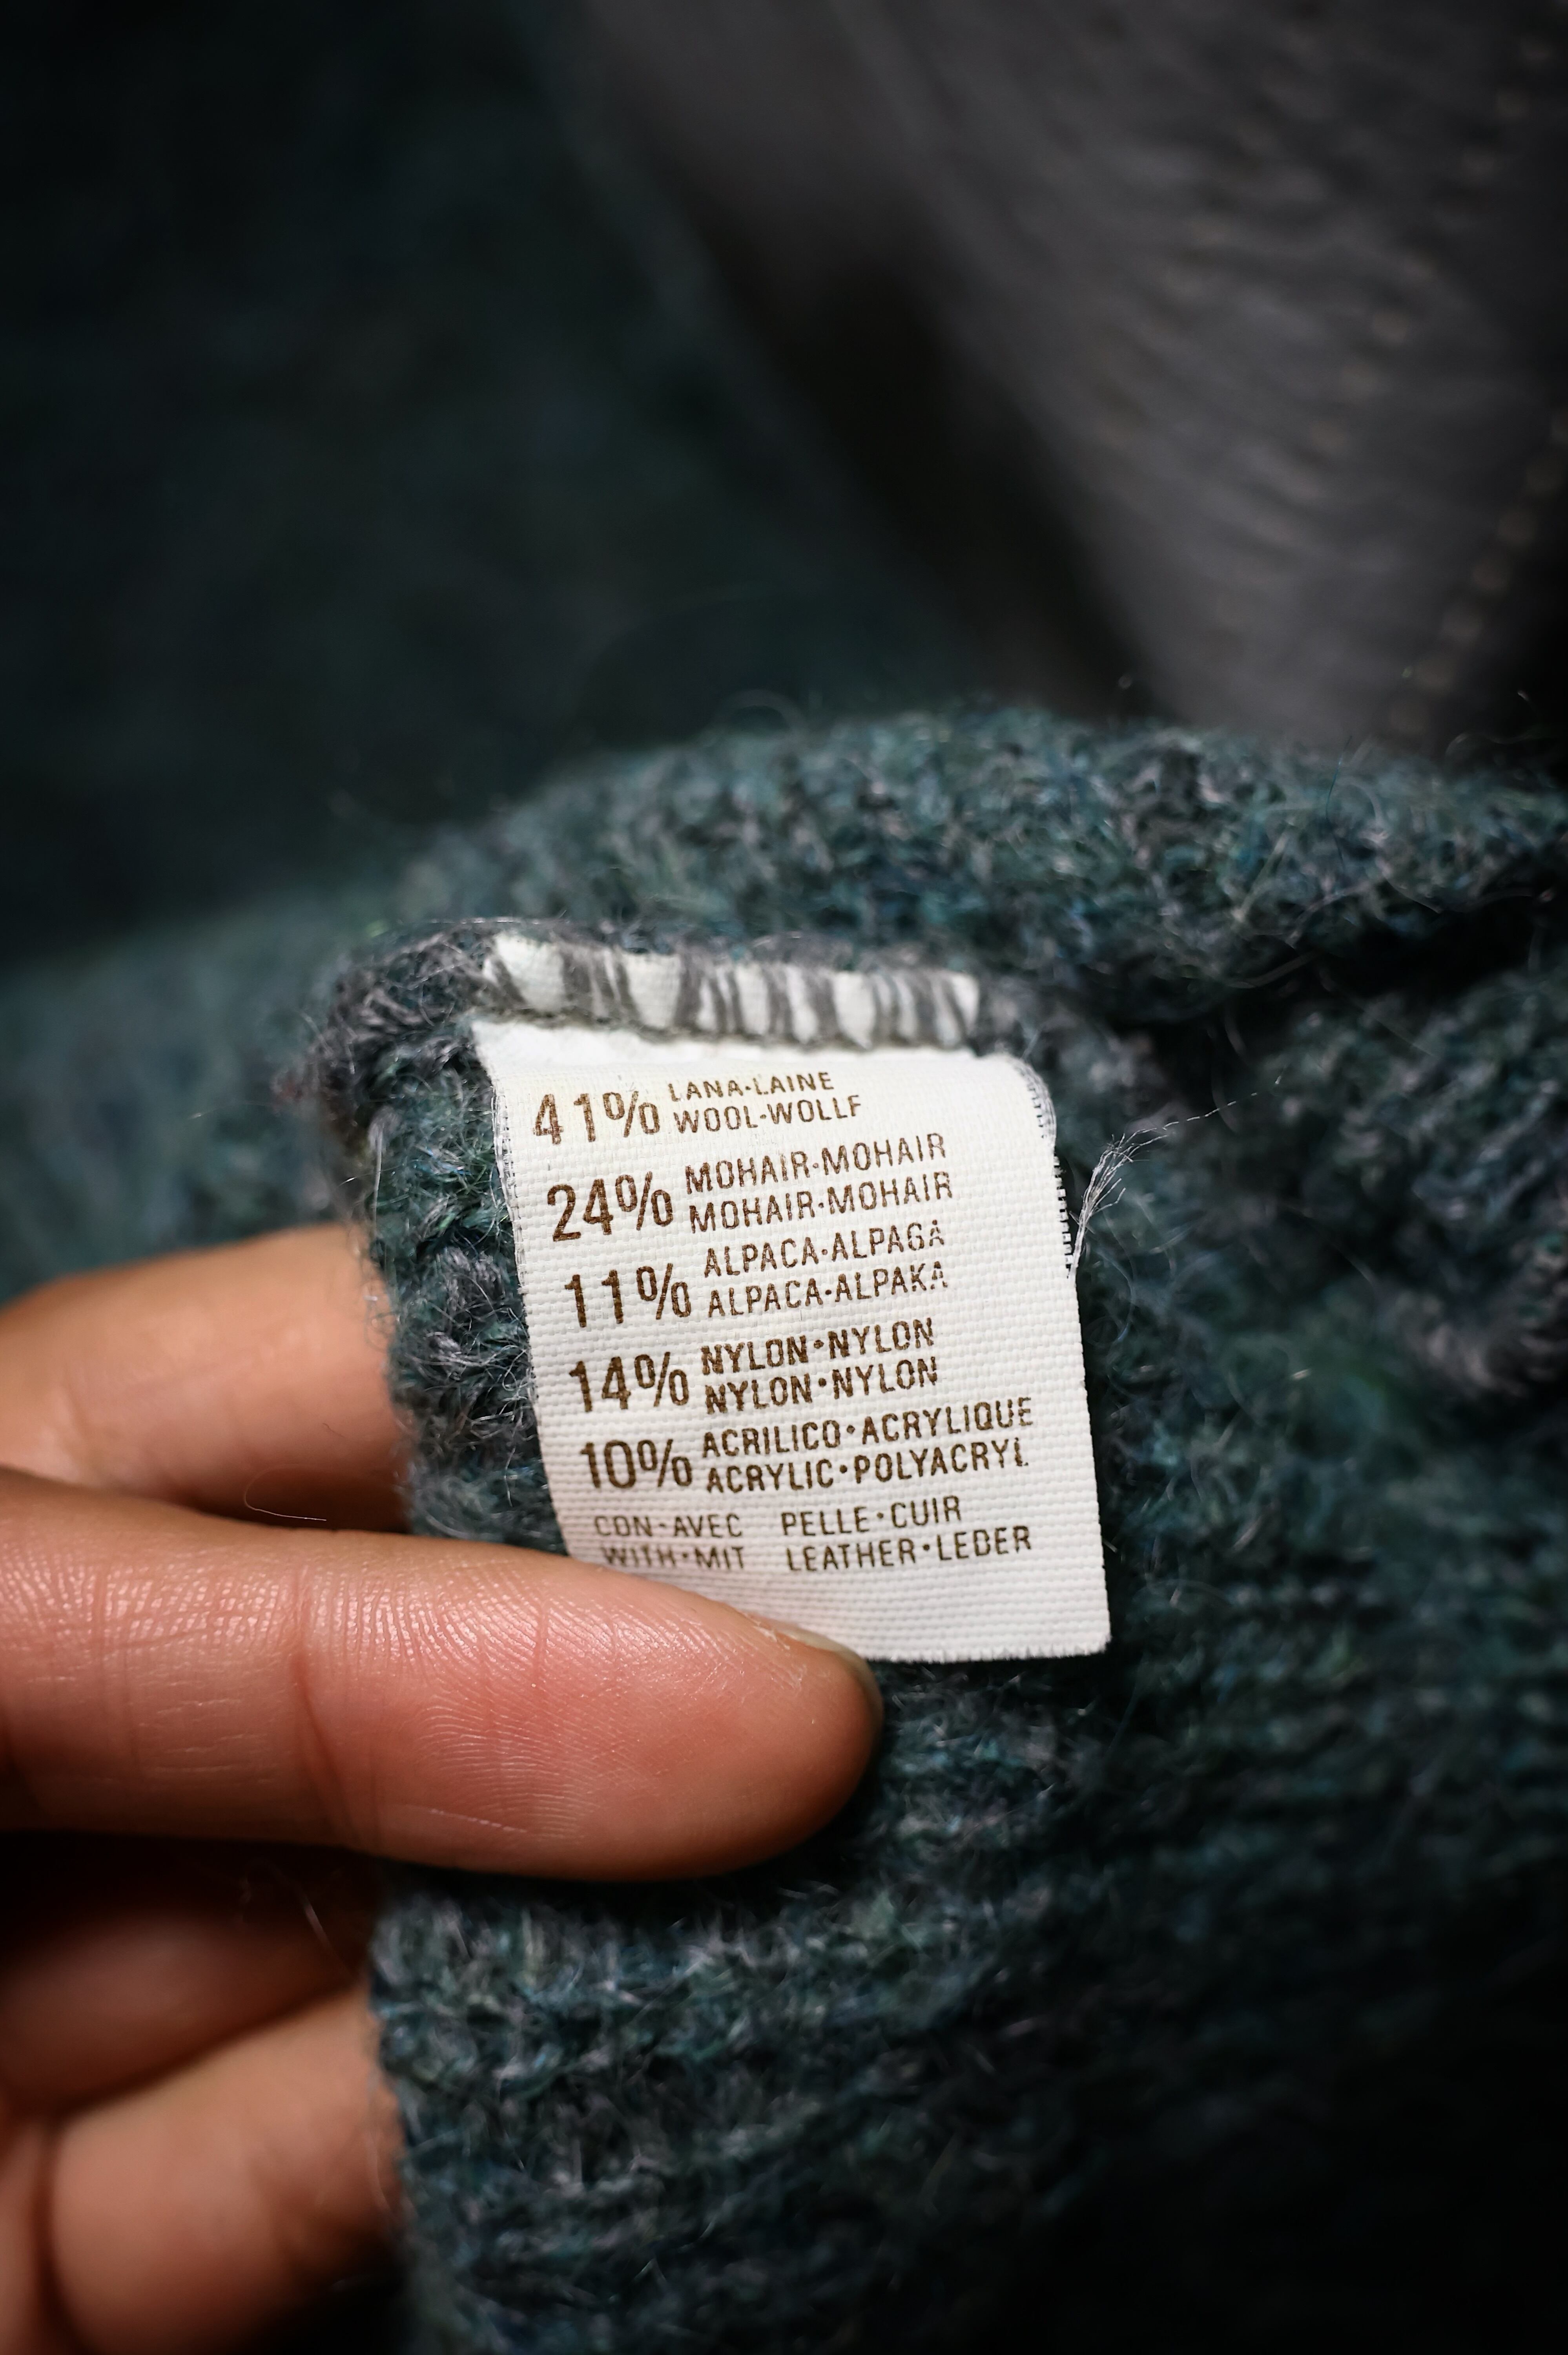 41% LANA-LAINE
WOOL-WOLLE
24% MOHAIR•MOHAIR
MOHAIR•MOHAIR
11% ALPACA•ALPAGA
ALPACA•ALPAKA
14% NYLON•NYLON
NYLON•NYLON
10% ACRILICO•ACRYLIQUE
ACRYLIC•POLYACRYL
CON-AVEC PELLE•CUIR
WITH•MIT LEATHER•LEDER